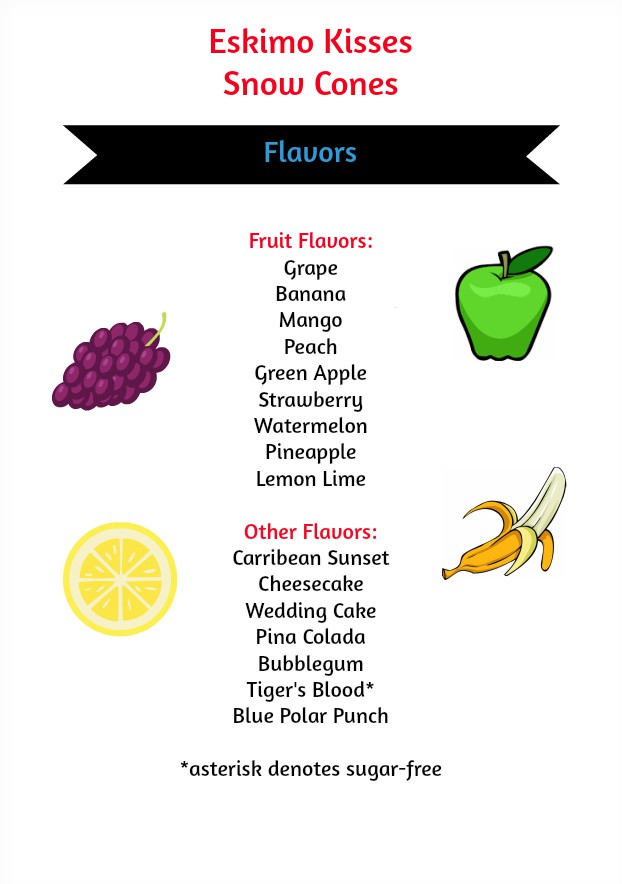 Eskimo Kisses
Snow Cones
Flavors
Fruit Flavors:
Grape
Banana
Mango
Peach
Green Apple
Strawberry
Watermelon
Pineapple
Lemon Lime
Other Flavors:
Carribean Sunset
Cheesecake
Wedding Cake
Pina Colada
Bubblegum
Tiger's Blood*
Blue Polar Punch
*asterisk denotes sugar-free